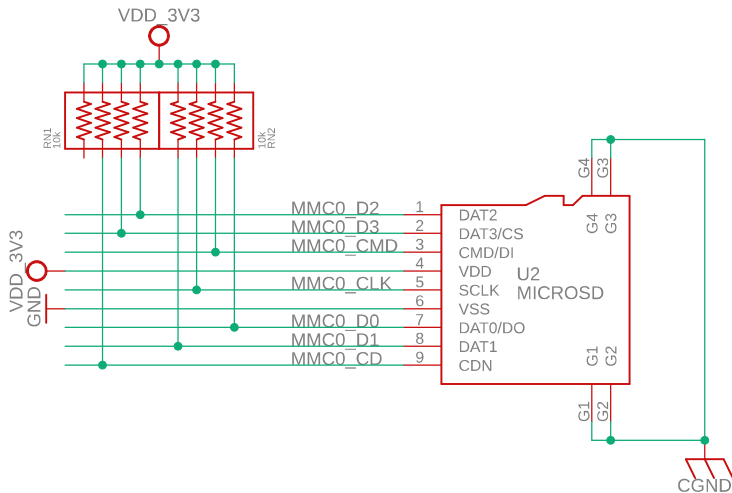 VDD_3V3
RN1
10k
10k
RN2
VDD_3V3
GND
MMC0_D2
MMC0_D3
MMC0_CMD
MMC0_CLK
MMC0_D0
MMC0_D1
MMC0_CD
1
2
3
4
5
6
7
8
9
DAT2
DAT3/CS
CMD/DI
VDD
SCLK
VSS
DAT0/DO
DAT1
CDN
U2
MICROSD
G4
G3
G4
G3
G1
G2
G1
G2
CGND